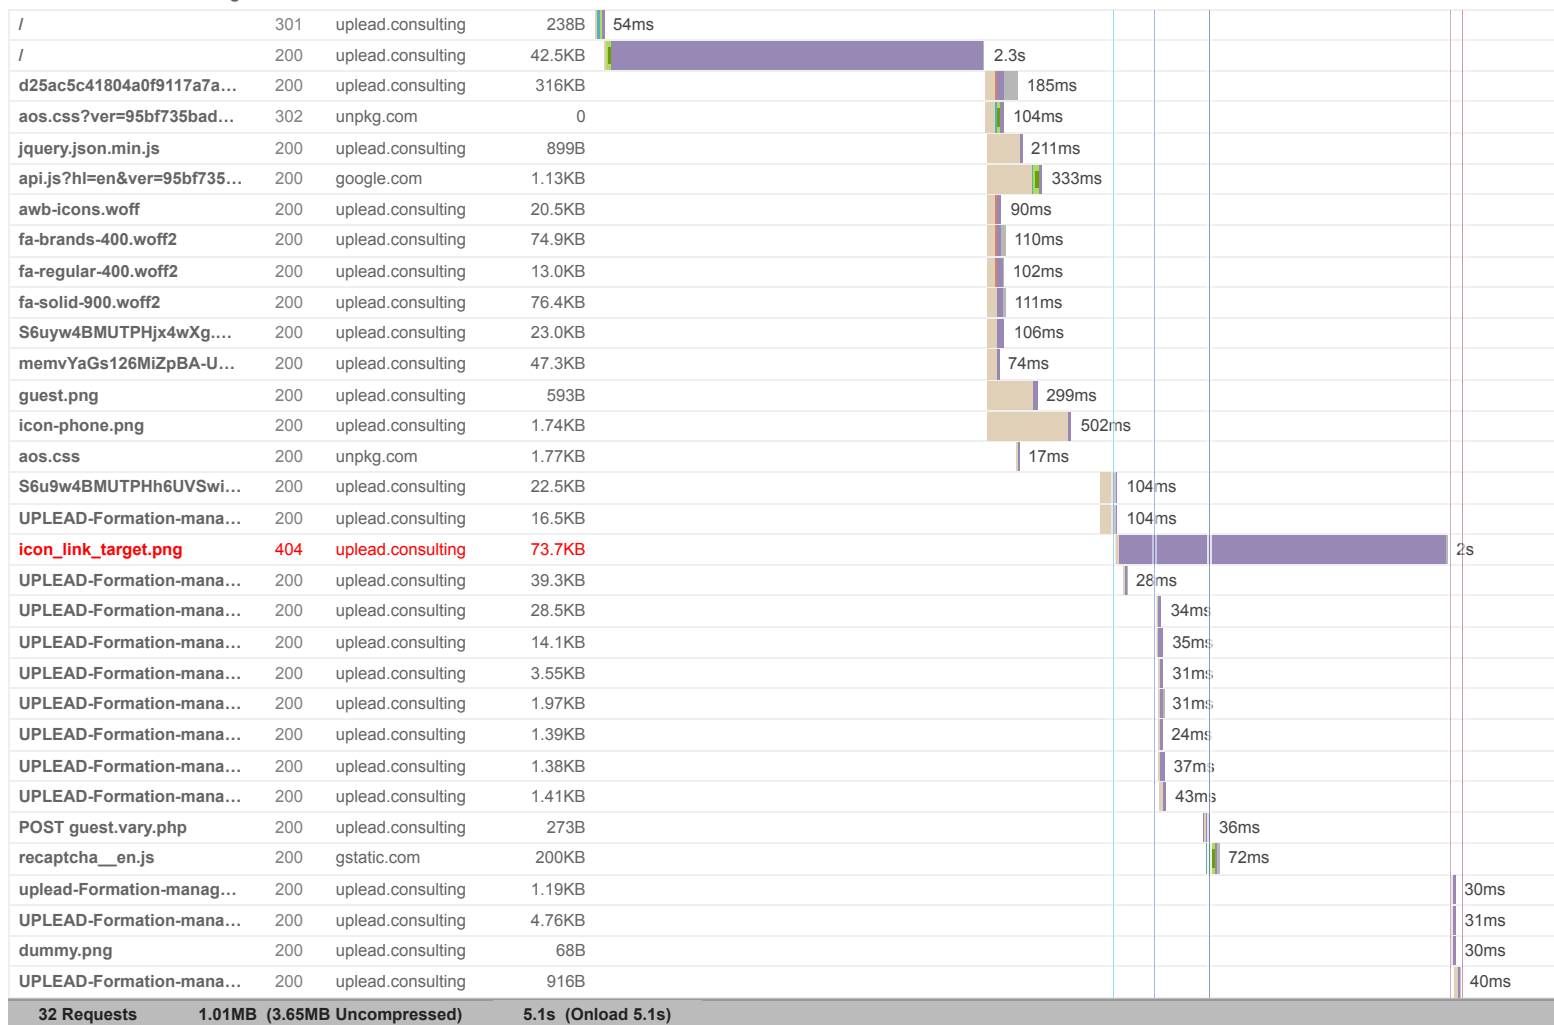 / 301 uplead.consulting 238B 54ms
/ 200 uplead.consulting 42.5KB 2.3s
d25ac5c41804a0f9117a7a... 200 uplead.consulting 316KB 185ms
aos.css?ver=95bf735bad... 302 unpkg.com 0 104ms
jquery.json.min.js 200 uplead.consulting 899B 211ms
api.js?hl=en&ver=95bf735... 200 google.com 1.13KB 333ms
awb-icons.woff 200 uplead.consulting 20.5KB 90ms
fa-brands-400.woff2 200 uplead.consulting 74.9KB 110ms
fa-regular-400.woff2 200 uplead.consulting 13.0KB 102ms
fa-solid-900.woff2 200 uplead.consulting 76.4KB 111ms
S6uyw4BMUTPHjx4wXg.... 200 uplead.consulting 23.0KB 106ms
memvYaGs126MiZpBA-U... 200 uplead.consulting 47.3KB 74ms
guest.png 200 uplead.consulting 593B 299ms
icon-phone.png 200 uplead.consulting 1.74KB 502ms
aos.css 200 unpkg.com 1.77KB 17ms
S6u9w4BMUTPHh6UVSwi... 200 uplead.consulting 22.5KB 104ms
UPLEAD-Formation-mana... 200 uplead.consulting 16.5KB 104ms
icon_link_target.png 404 uplead.consulting 73.7KB 2s
UPLEAD-Formation-mana... 200 uplead.consulting 39.3KB 28ms
UPLEAD-Formation-mana... 200 uplead.consulting 28.5KB 34ms
UPLEAD-Formation-mana... 200 uplead.consulting 14.1KB 35ms
UPLEAD-Formation-mana... 200 uplead.consulting 3.55KB 31ms
UPLEAD-Formation-mana... 200 uplead.consulting 1.97KB 31ms
UPLEAD-Formation-mana... 200 uplead.consulting 1.39KB 24ms
UPLEAD-Formation-mana... 200 uplead.consulting 1.38KB 37ms
UPLEAD-Formation-mana... 200 uplead.consulting 1.41KB 43ms
POST guest.vary.php 200 uplead.consulting 273B 36ms
recaptcha__en.js 200 gstatic.com 200KB 72ms
uplead-Formation-manag... 200 uplead.consulting 1.19KB 30ms
UPLEAD-Formation-mana... 200 uplead.consulting 4.76KB 31ms
dummy.png 200 uplead.consulting 68B 30ms
UPLEAD-Formation-mana... 200 uplead.consulting 916B 40ms
32 Requests 1.01MB (3.65MB Uncompressed) 5.1s (Onload 5.1s)